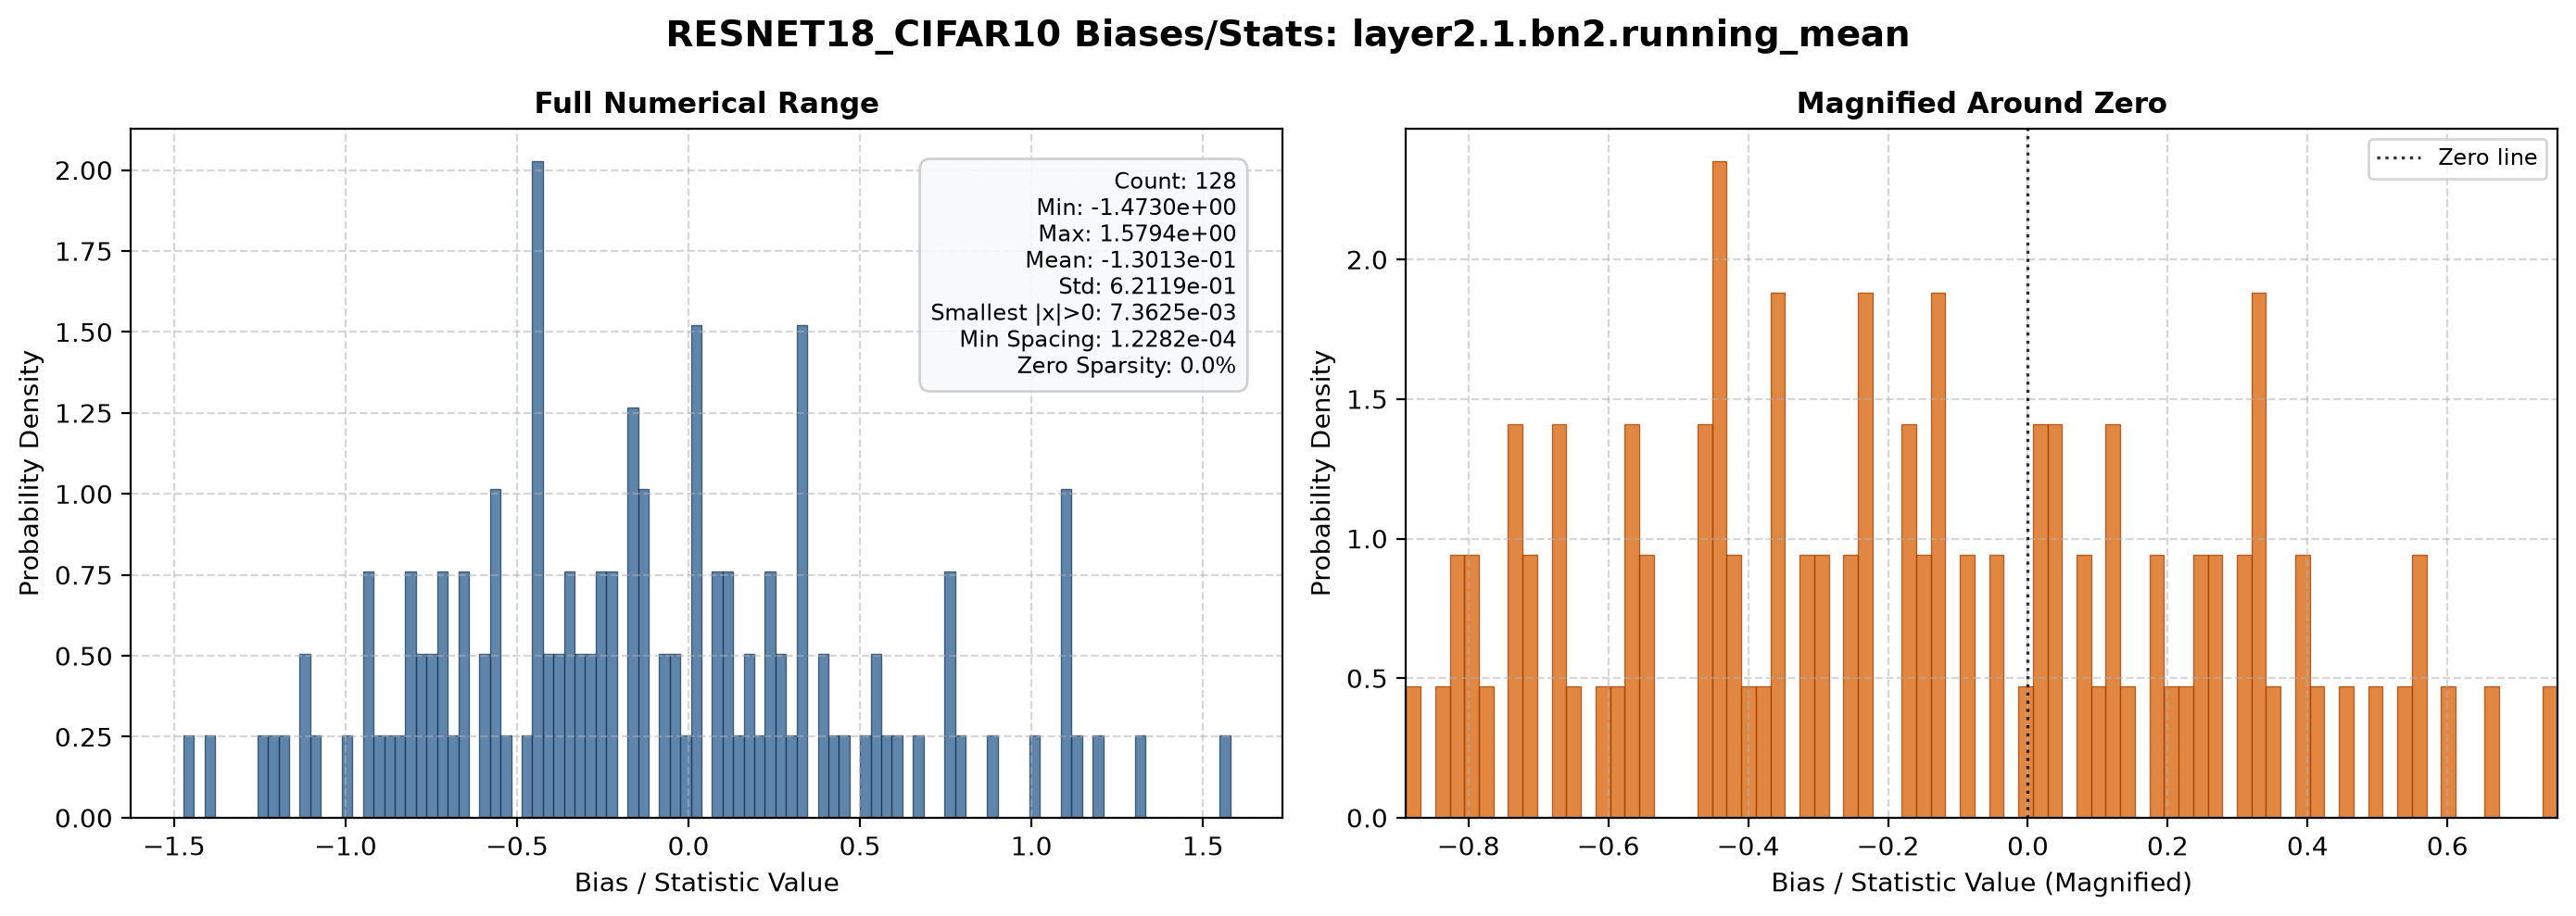 RESNET18_CIFAR10 Biases/Stats: layer2.1.bn2.running_mean
Full Numerical Range
Probability Density
2.00
1.75
1.50
1.25
1.00
0.75
0.50
0.25
0.00
Count: 128
Min: -1.4730e+00
Max: 1.5794e+00
Mean: -1.3013e-01
Std: 6.2119e-01
Smallest |x|>0: 7.3625e-03
Min Spacing: 1.2282e-04
Zero Sparsity: 0.0%
−1.5 −1.0 −0.5 0.0 0.5 1.0 1.5
Bias / Statistic Value
Magnified Around Zero
Probability Density
2.0
1.5
1.0
0.5
0.0
Zero line
−0.8 −0.6 −0.4 −0.2 0.0 0.2 0.4 0.6
Bias / Statistic Value (Magnified)